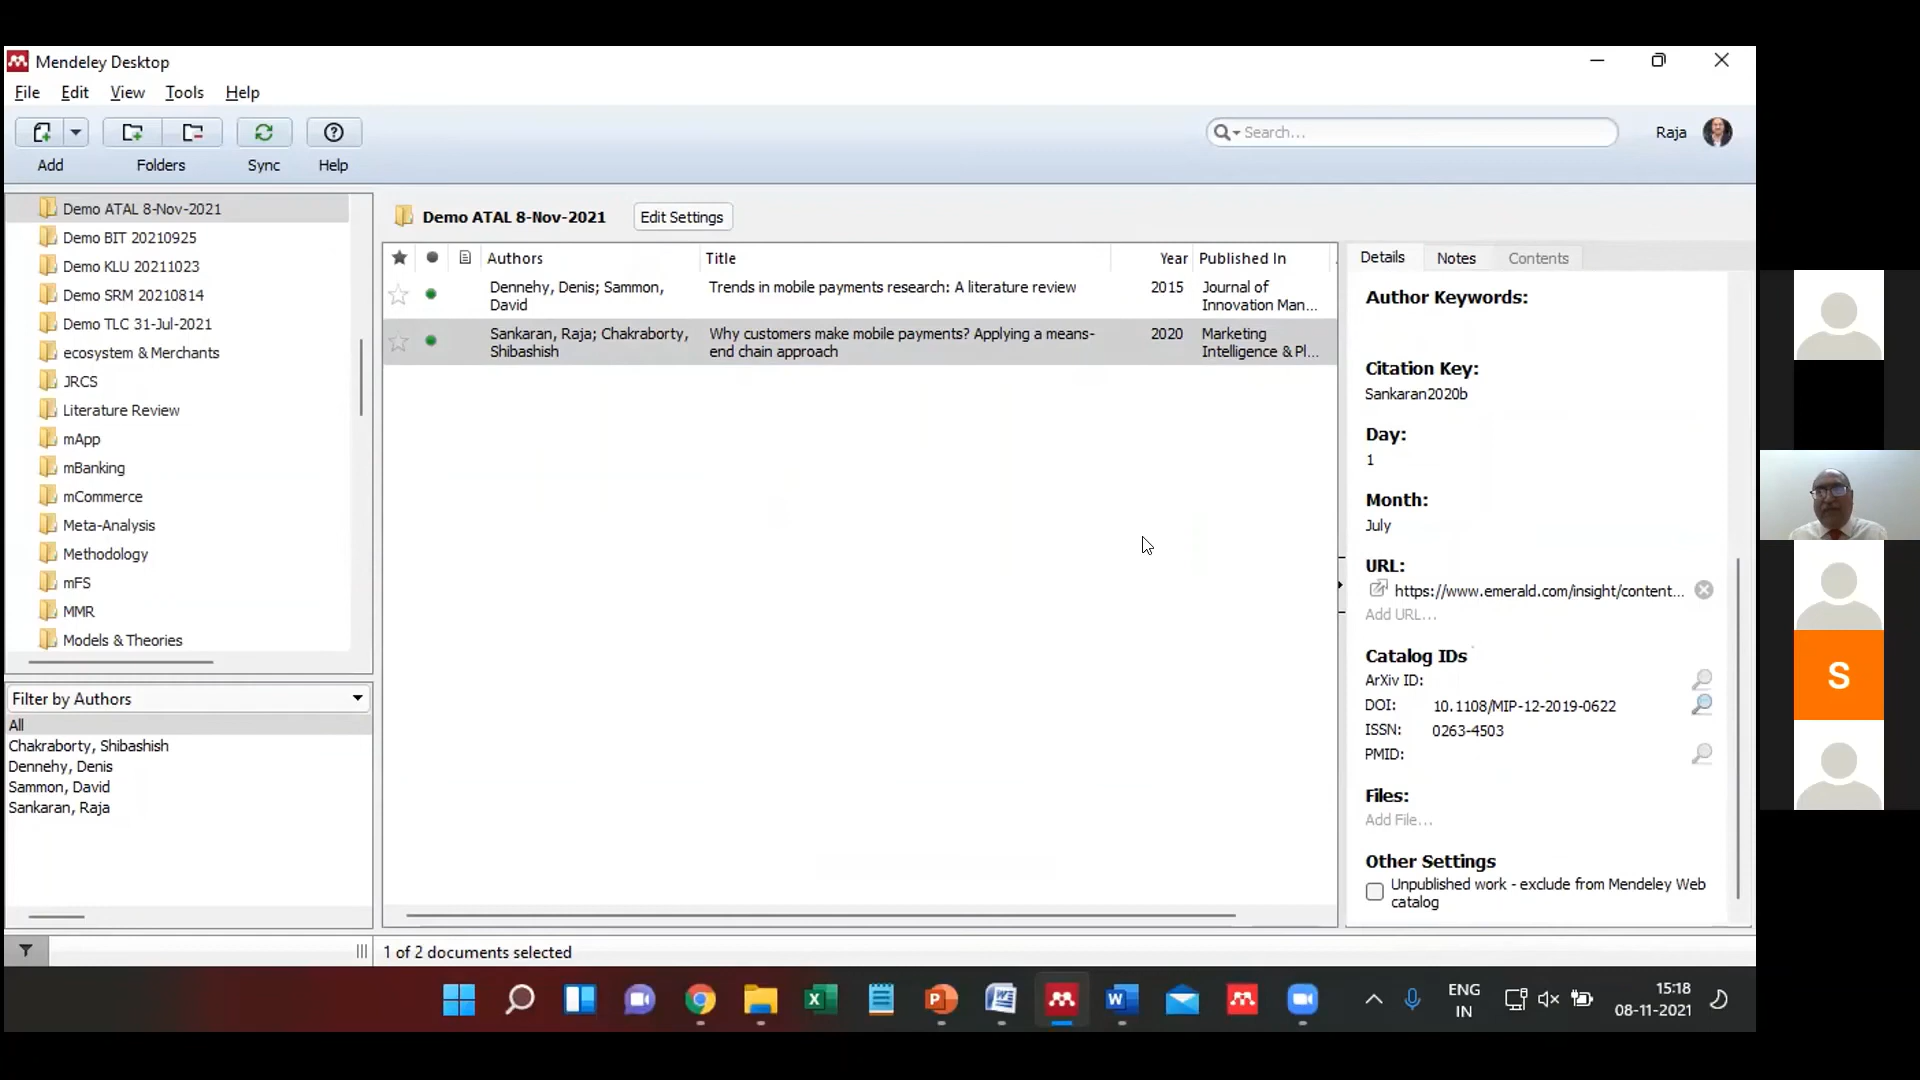 Mendeley Desktop
File Edit View Tools Help
Add Folders Sync Help
Search...
Raja
Demo ATAL 8-Nov-2021
Demo BIT 20210925
Demo KLU 20211023
Demo SRM 20210814
Demo TLC 31-Jul-2021
ecosystem & Merchants
JRCS
Literature Review
mApp
mBanking
mCommerce
Meta-Analysis
Methodology
mFS
MMR
Models & Theories
Filter by Authors
All
Chakraborty, Shibashish
Dennehy, Denis
Sammon, David
Sankaran, Raja
Demo ATAL 8-Nov-2021 Edit Settings
Authors Title Year Published In
Dennehy, Denis; Sammon, Trends in mobile payments research: A literature review 2015 Journal of
David Innovation Man...
Sankaran, Raja; Chakraborty, Why customers make mobile payments? Applying a means- 2020 Marketing
Shibashish end chain approach Intelligence & Pl...
Details Notes Contents
Author Keywords:
Citation Key:
Sankaran2020b
Day:
1
Month:
July
URL:
https://www.emerald.com/insight/content...
Add URL...
Catalog IDs
ArXiv ID:
DOI: 10.1108/MIP-12-2019-0622
ISSN: 0263-4503
PMID:
Files:
Add File...
Other Settings
Unpublished work - exclude from Mendeley Web
catalog
1 of 2 documents selected
ENG
IN
15:18
08-11-2021
S